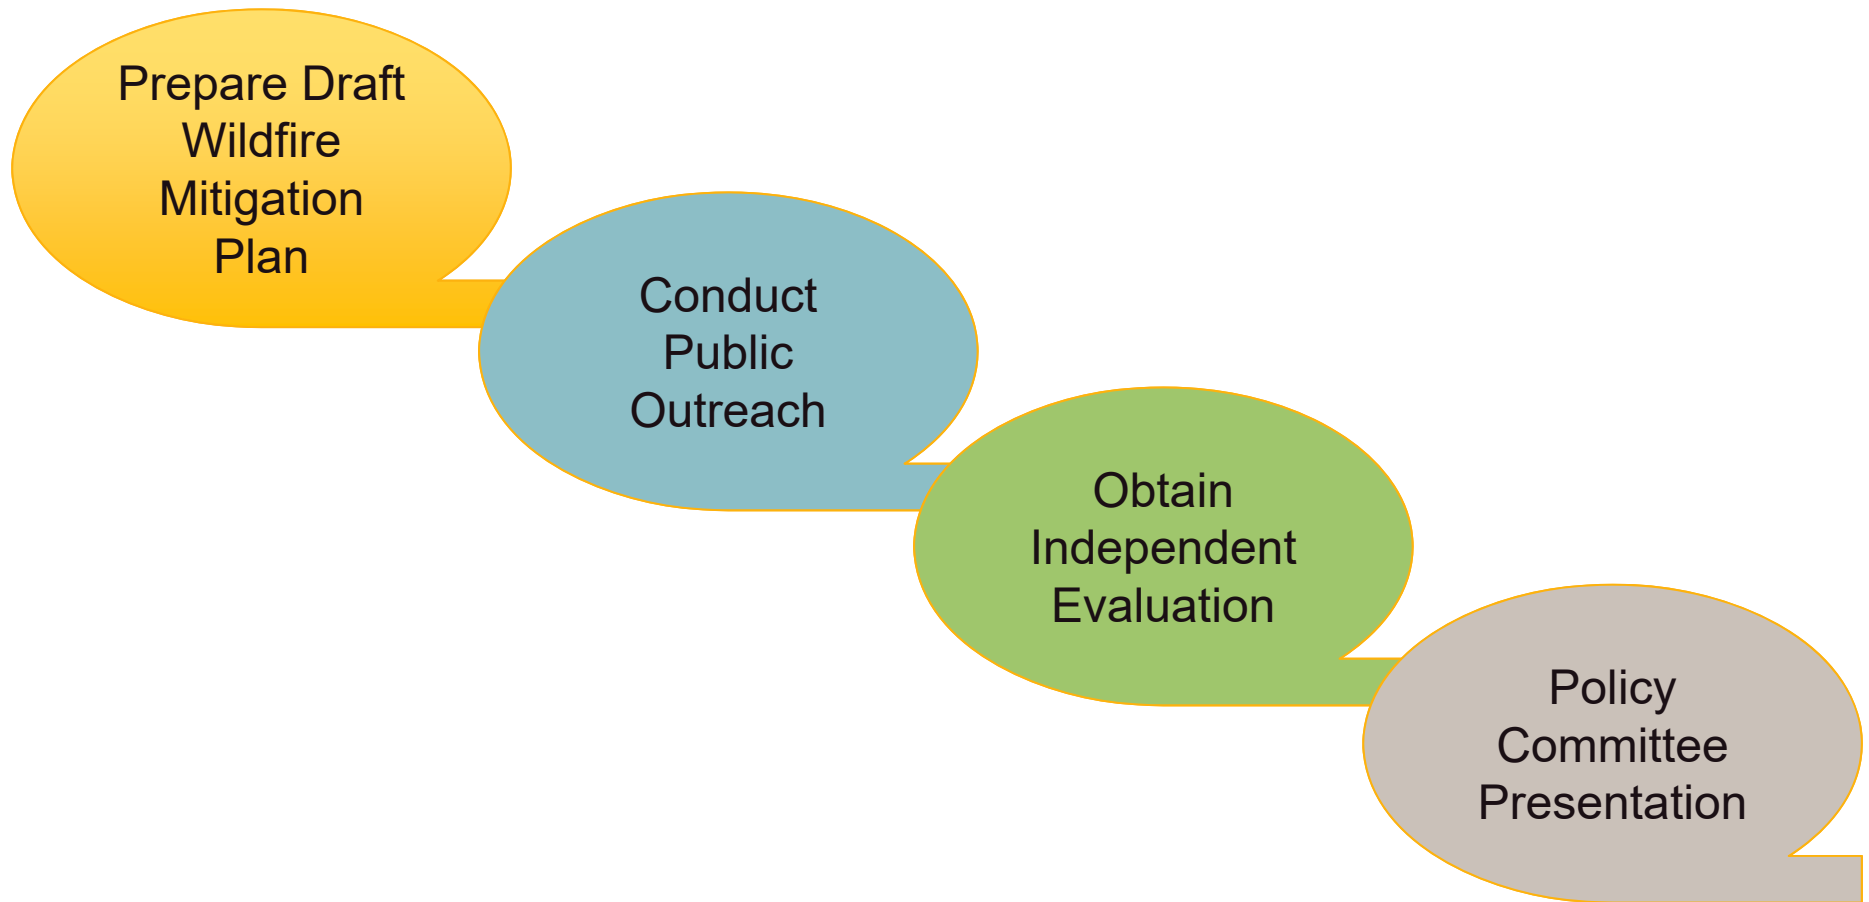 Prepare Draft
Wildfire
Mitigation
Plan
Conduct
Public
Outreach
Obtain
Independent
Evaluation
Policy
Committee
Presentation